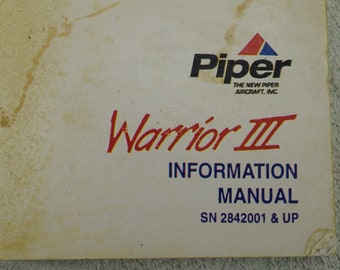 Piper
THE NEW PIPER
AIRCRAFT, INC.
Warrior III
INFORMATION
MANUAL
SN 2842001 & UP